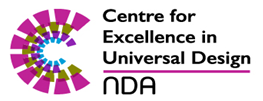 Centre for
Excellence in
Universal Design
NDA